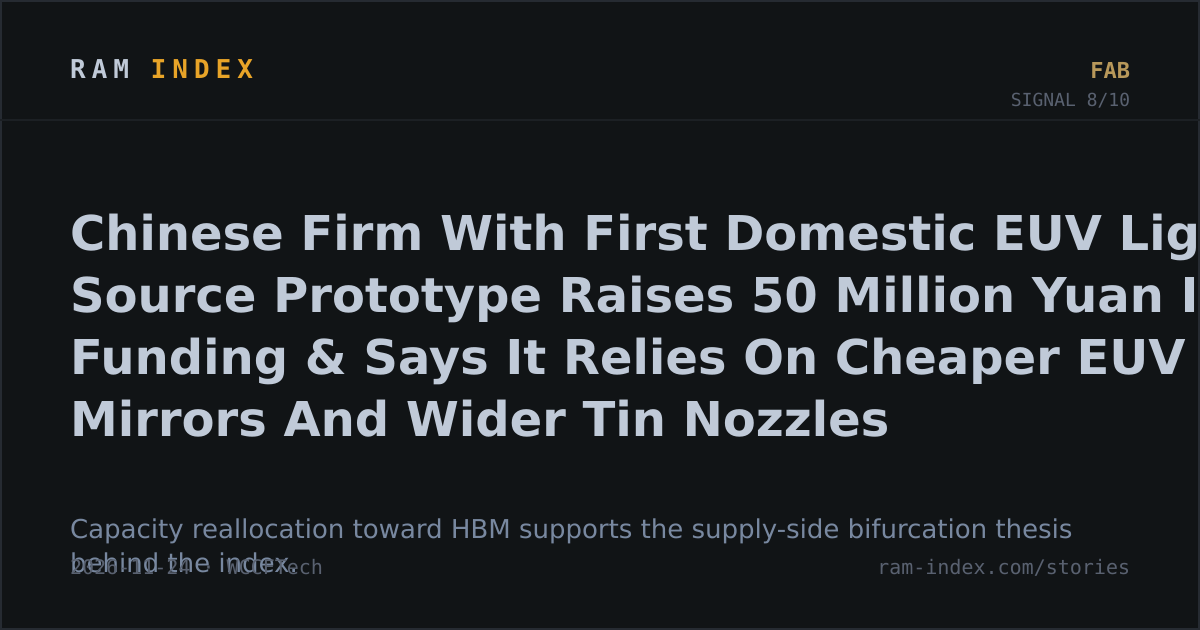 RAM INDEX
FAB
SIGNAL 8/10
Chinese Firm With First Domestic EUV Lig
Source Prototype Raises 50 Million Yuan I
Funding & Says It Relies On Cheaper EUV
Mirrors And Wider Tin Nozzles
Capacity reallocation toward HBM supports the supply-side bifurcation thesis
behind the index.
WCCFTech
ram-index.com/stories